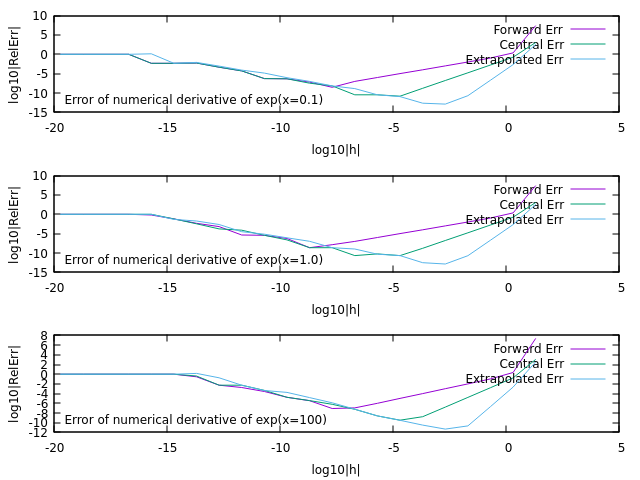 10
5
0
-5
-10
-15
log10|RelErr|
Forward Err
Central Err
Extrapolated Err
Error of numerical derivative of exp(x=0.1)
-20 -15 -10 -5 0 5
log10|h|
10
5
0
-5
-10
-15
log10|RelErr|
Forward Err
Central Err
Extrapolated Err
Error of numerical derivative of exp(x=1.0)
-20 -15 -10 -5 0 5
log10|h|
8
6
4
2
0
-2
-4
-6
-8
-10
-12
log10|RelErr|
Forward Err
Central Err
Extrapolated Err
Error of numerical derivative of exp(x=100)
-20 -15 -10 -5 0 5
log10|h|